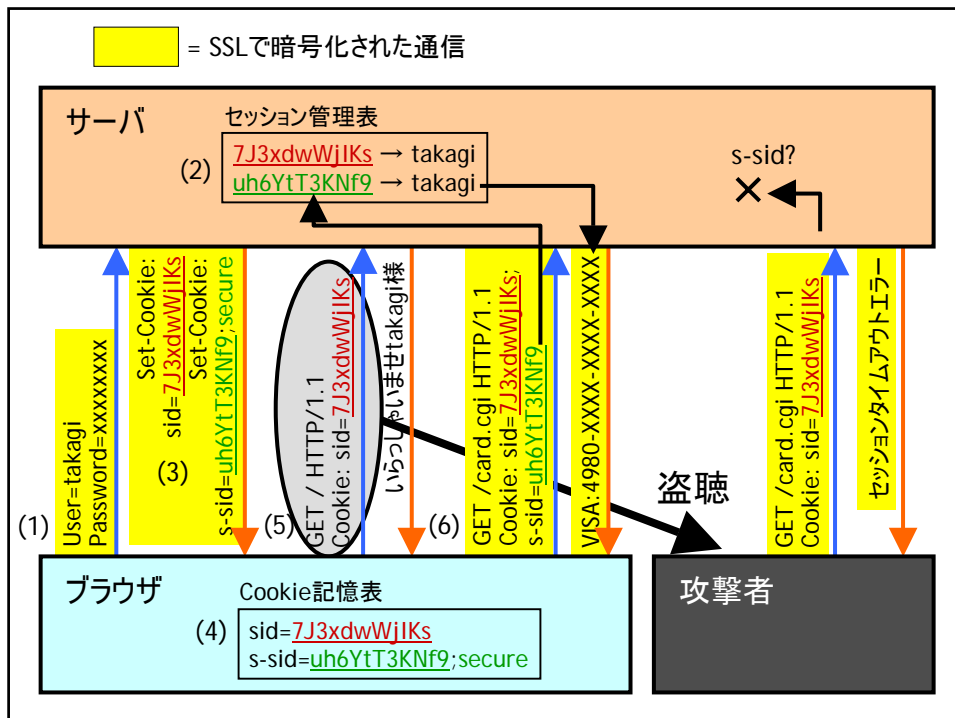 = SSLで暗号化された通信
サーバ
セッション管理表
(2)
7J3xdwWjIKs → takagi
uh6YtT3KNf9 → takagi
s-sid?
(1)
User=takagi
Password=xxxxxxxx
(3)
Set-Cookie:
sid=7J3xdwWjIKs
Set-Cookie:
s-sid=uh6YtT3KNf9;secure
(5)
GET / HTTP/1.1
Cookie: sid=7J3xdwWjIKs
いらっしゃいませtakagi様
(6)
GET /card.cgi HTTP/1.1
Cookie: sid=7J3xdwWjIKs;
s-sid=uh6YtT3KNf9
VISA:4980-XXXX-XXXX-XXXX
盗聴
GET /card.cgi HTTP/1.1
Cookie: sid=7J3xdwWjIKs
セッションタイムアウトエラー
ブラウザ
Cookie記憶表
(4)
sid=7J3xdwWjIKs
s-sid=uh6YtT3KNf9;secure
攻撃者